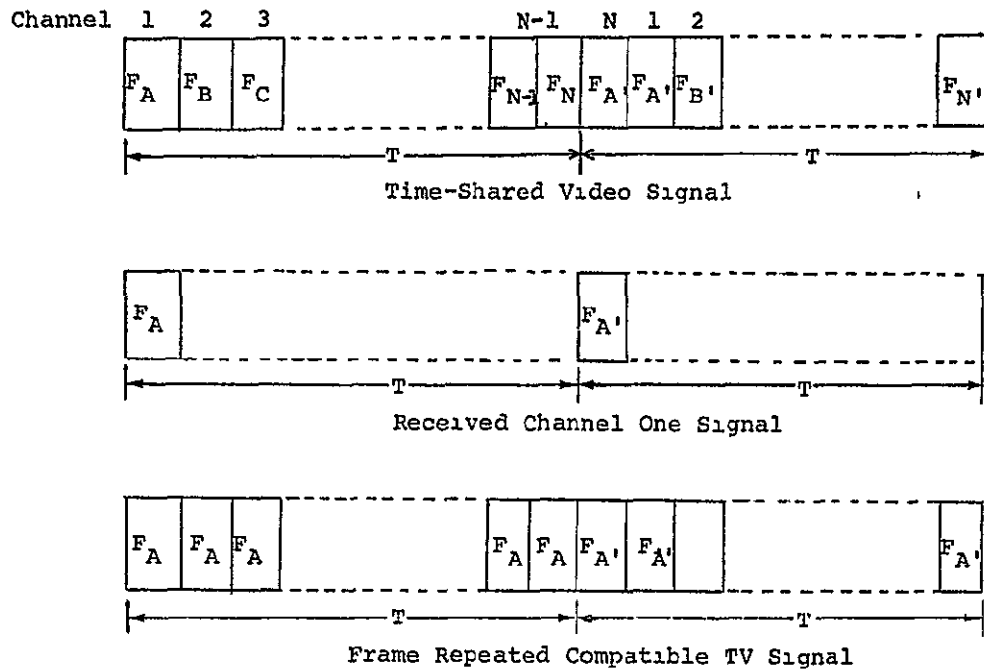 Channel 1 2 3 N-1 N 1 2
F_A F_B F_C F_N-1 F_N F_A' F_A' F_B' F_N'
T T
Time-Shared Video Signal
F_A F_A'
T T
Received Channel One Signal
F_A F_A F_A F_A F_A F_A' F_A' F_A'
T T
Frame Repeated Compatible TV Signal